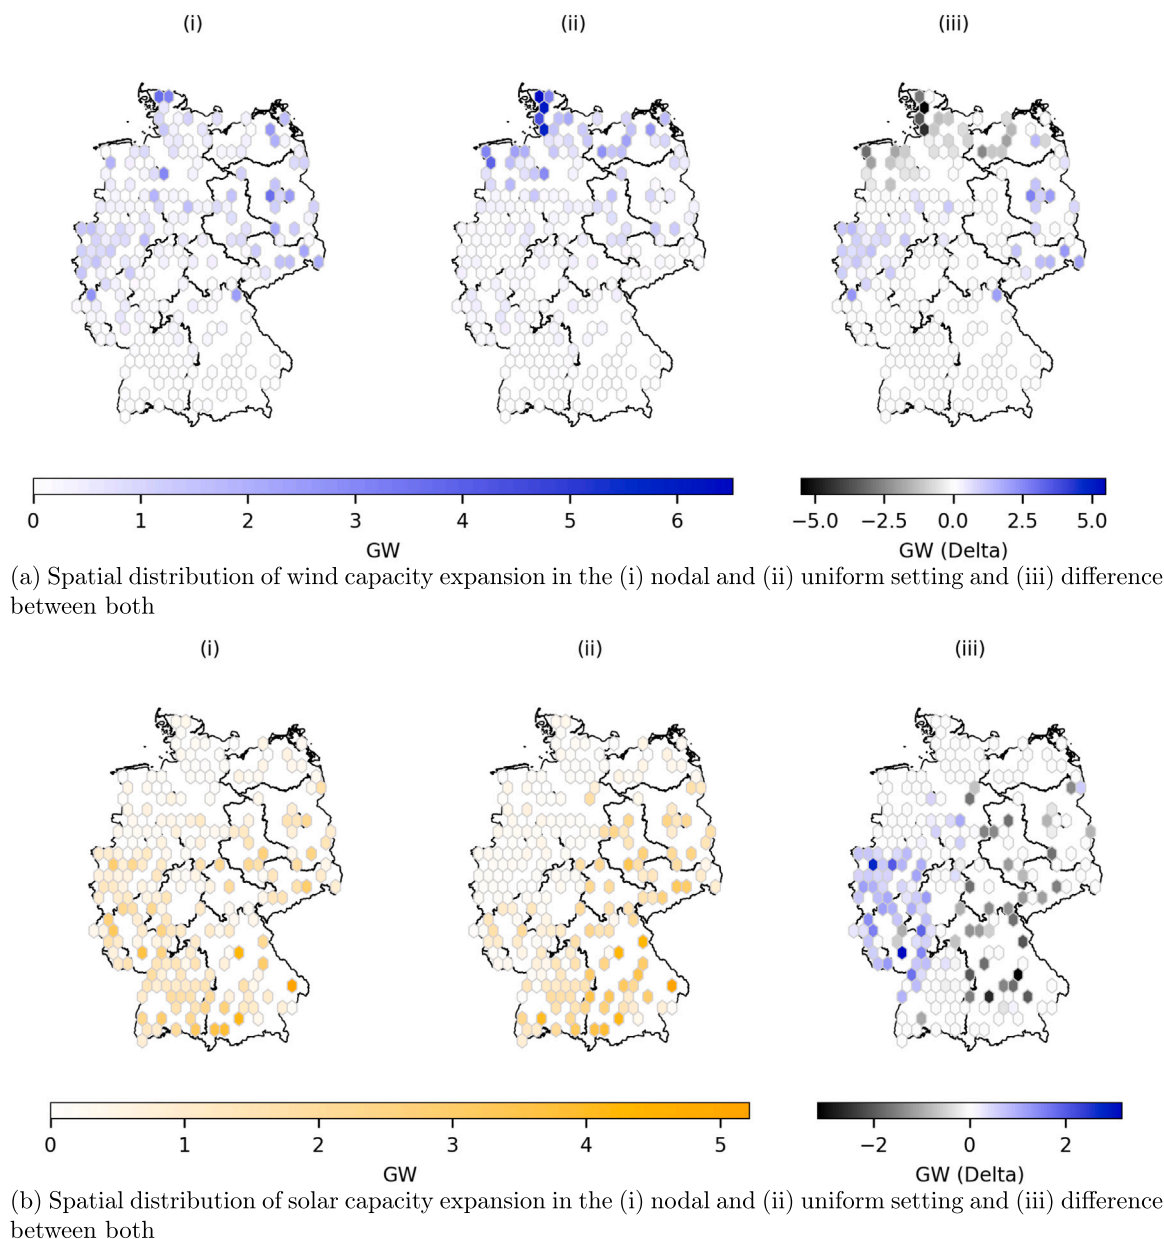 (i)
(ii)
(iii)
0 1 2 3 4 5 6
GW
−5.0 −2.5 0.0 2.5 5.0
GW (Delta)
(a) Spatial distribution of wind capacity expansion in the (i) nodal and (ii) uniform setting and (iii) difference
between both
(i)
(ii)
(iii)
0 1 2 3 4 5
GW
−2 0 2
GW (Delta)
(b) Spatial distribution of solar capacity expansion in the (i) nodal and (ii) uniform setting and (iii) difference
between both